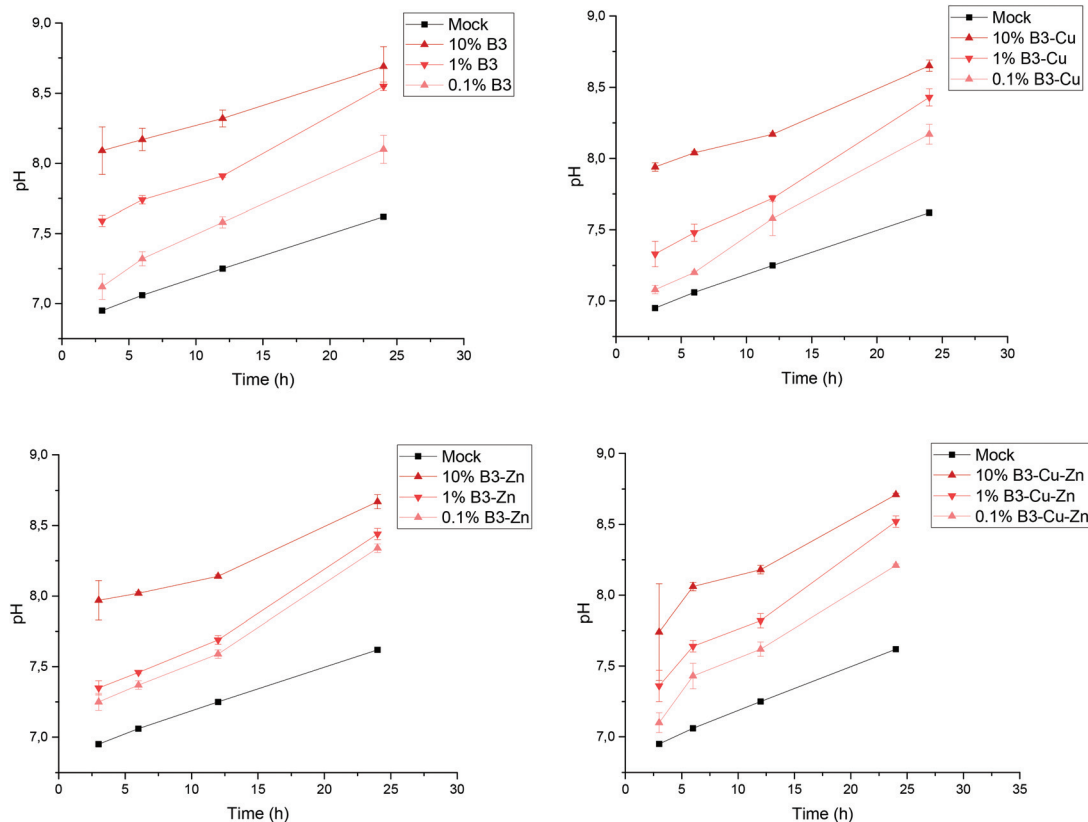 Mock
10% B3
1% B3
0.1% B3
9,0
8,5
8,0
7,5
7,0
pH
0 5 10 15 20 25 30
Time (h)
Mock
10% B3-Cu
1% B3-Cu
0.1% B3-Cu
9,0
8,5
8,0
7,5
7,0
pH
0 5 10 15 20 25 30
Time (h)
Mock
10% B3-Zn
1% B3-Zn
0.1% B3-Zn
9,0
8,5
8,0
7,5
7,0
pH
0 5 10 15 20 25 30
Time (h)
Mock
10% B3-Cu-Zn
1% B3-Cu-Zn
0.1% B3-Cu-Zn
9,0
8,5
8,0
7,5
7,0
pH
0 5 10 15 20 25 30 35
Time (h)